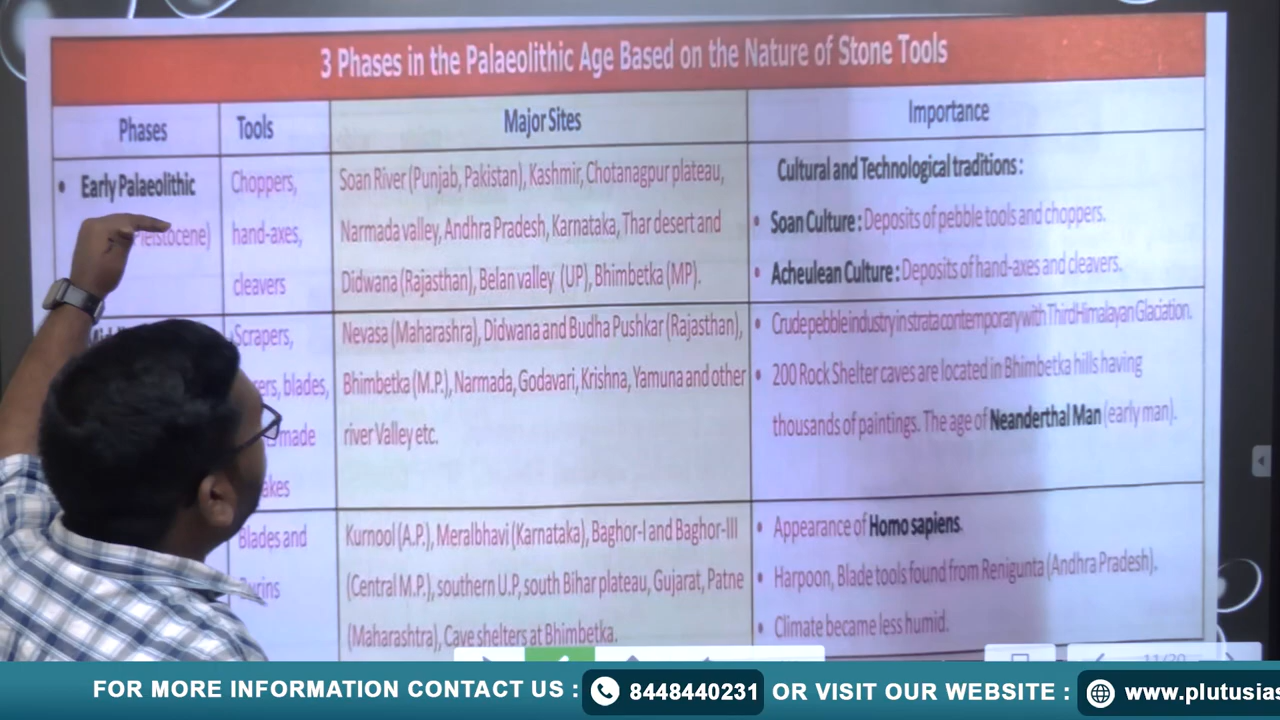 3 Phases in the Palaeolithic Age Based on the Nature of Stone Tools
Phases
Tools
Major Sites
Importance
• Early Palaeolithic
Pleistocene)
Choppers,
hand-axes,
cleavers
Soan River (Punjab, Pakistan), Kashmir, Chotanagpur plateau,
Narmada valley, Andhra Pradesh, Karnataka, Thar desert and
Didwana (Rajasthan), Belan valley (UP), Bhimbetka (MP).
Cultural and Technological traditions :
• Soan Culture : Deposits of pebble tools and choppers.
• Acheulean Culture : Deposits of hand-axes and cleavers.
Scrapers,
blades,
made
Nevasa (Maharashra), Didwana and Budha Pushkar (Rajasthan),
Bhimbetka (M.P.), Narmada, Godavari, Krishna, Yamuna and other
river Valley etc.
• Crude pebble industry in strata contemporary with Third Himalayan Glaciation.
• 200 Rock Shelter caves are located in Bhimbetka hills having
thousands of paintings. The age of Neanderthal Man (early man).
Blades and
Kurnool (A.P.), Meralbhavi (Karnataka), Baghor-I and Baghor-III
(Central M.P.), southern U.P, south Bihar plateau, Gujarat, Patne
(Maharashtra), Cave shelters at Bhimbetka.
• Appearance of Homo sapiens.
• Harpoon, Blade tools found from Renigunta (Andhra Pradesh).
• Climate became less humid.
FOR MORE INFORMATION CONTACT US : 8448440231 OR VISIT OUR WEBSITE : www.plutusias